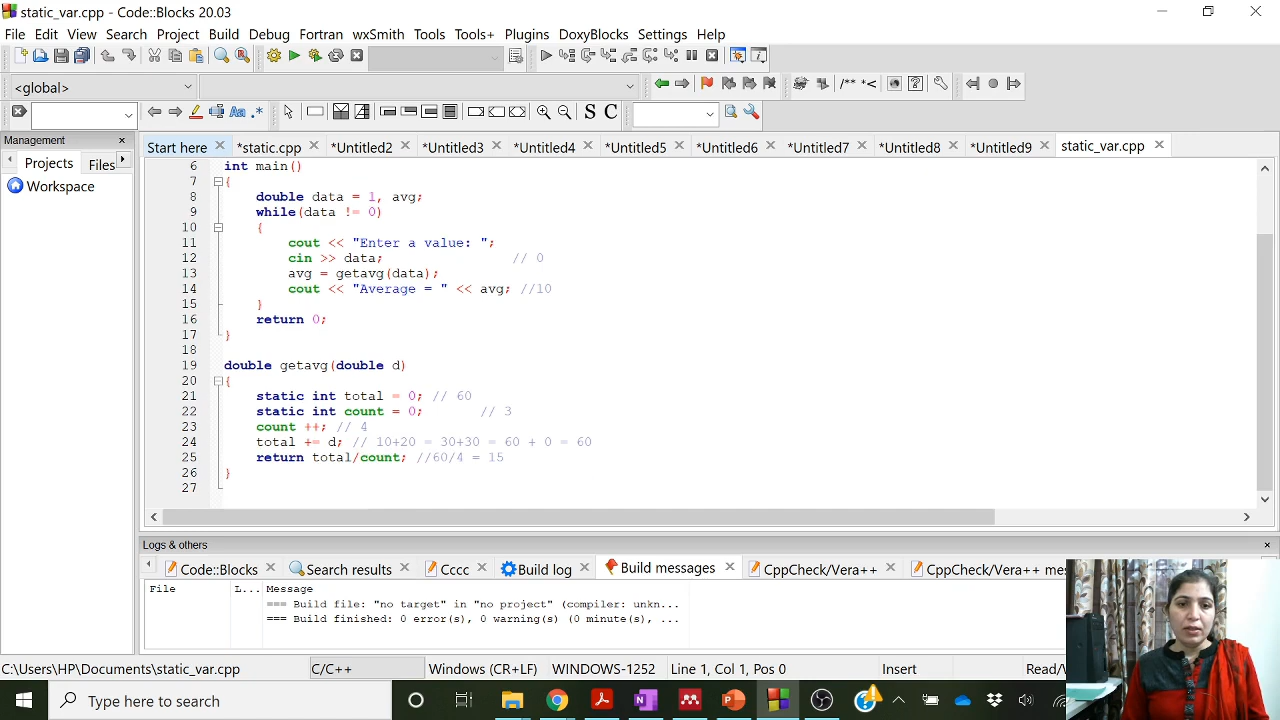 static_var.cpp - Code::Blocks 20.03
File Edit View Search Project Build Debug Fortran wxSmith Tools Tools+ Plugins DoxyBlocks Settings Help
<global>
/** *<
Aa .* S C
Management
Start here *static.cpp *Untitled2 *Untitled3 *Untitled4 *Untitled5 *Untitled6 *Untitled7 *Untitled8 *Untitled9 static_var.cpp
Projects Files
Workspace
6 int main()
7 {
8 double data = 1, avg;
9 while(data != 0)
10 {
11 cout << "Enter a value: ";
12 cin >> data; // 0
13 avg = getavg(data);
14 cout << "Average = " << avg; //10
15 }
16 return 0;
17 }
18
19 double getavg(double d)
20 {
21 static int total = 0; // 60
22 static int count = 0; // 3
23 count ++; // 4
24 total += d; // 10+20 = 30+30 = 60 + 0 = 60
25 return total/count; //60/4 = 15
26 }
27
Logs & others
Code::Blocks Search results Cccc Build log Build messages CppCheck/Vera++ CppCheck/Vera++ mes
File L... Message
=== Build file: "no target" in "no project" (compiler: unkn...
=== Build finished: 0 error(s), 0 warning(s) (0 minute(s), ...
C:\Users\HP\Documents\static_var.cpp C/C++ Windows (CR+LF) WINDOWS-1252 Line 1, Col 1, Pos 0 Insert Read/
Type here to search